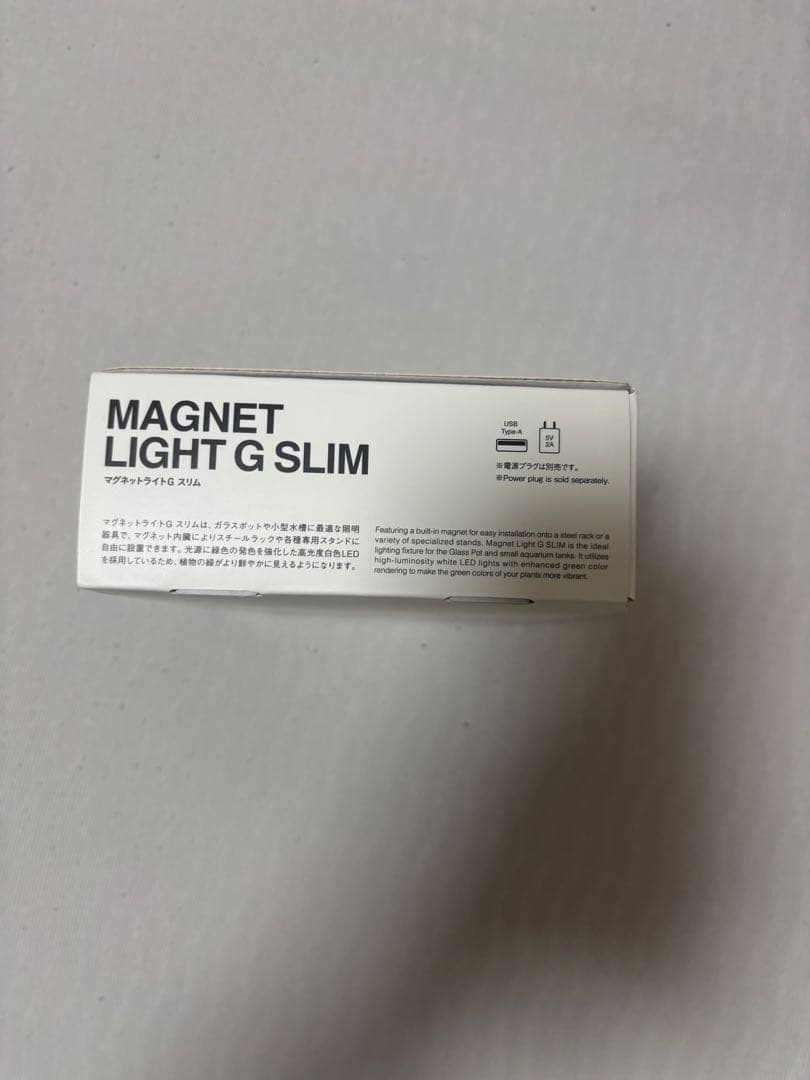 MAGNET
LIGHT G SLIM
マグネットライトG スリム
USB
Type-A
5V
2A
※電源プラグは別売です。
※Power plug is sold separately.
マグネットライトG スリムは、ガラスポットや小型水槽に最適な照明
器具で、マグネット内臓によりスチールラックや各種専用スタンドに
自由に設置できます。光源に緑色の発色を強化した高光度白色LED
を採用しているため、植物の緑がより鮮やかに見えるようになります。
Featuring a built-in magnet for easy installation onto a steel rack or a
variety of specialized stands, Magnet Light G SLIM is the ideal
lighting fixture for the Glass Pot and small aquarium tanks. It utilizes
high-luminosity white LED lights with enhanced green color
rendering to make the green colors of your plants more vibrant.